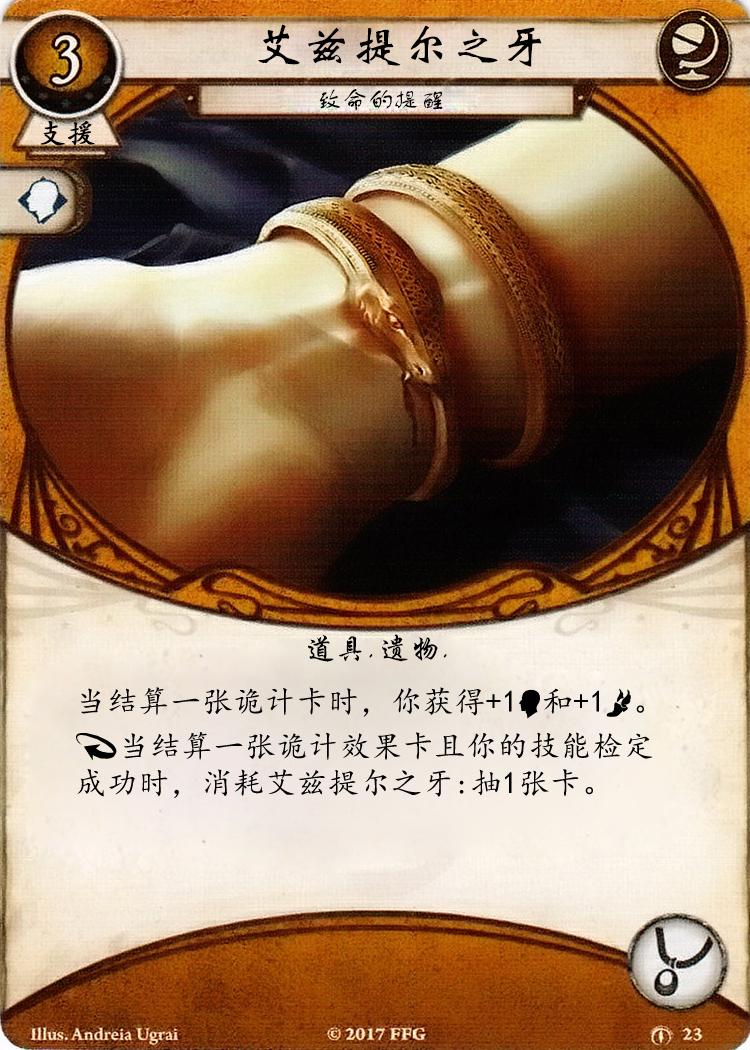 3
艾兹提尔之牙
致命的提醒
支援
道具.遗物.
当结算一张诡计卡时，你获得+1和+1。
当结算一张诡计效果卡且你的技能检定
成功时，消耗艾兹提尔之牙:抽1张卡。
Illus. Andreia Ugrai
© 2017 FFG
23